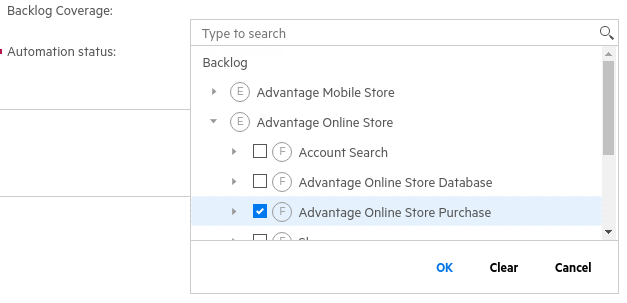 Backlog Coverage:
Type to search
Automation status:
Backlog
E Advantage Mobile Store
E Advantage Online Store
F Account Search
F Advantage Online Store Database
F Advantage Online Store Purchase
OK Clear Cancel